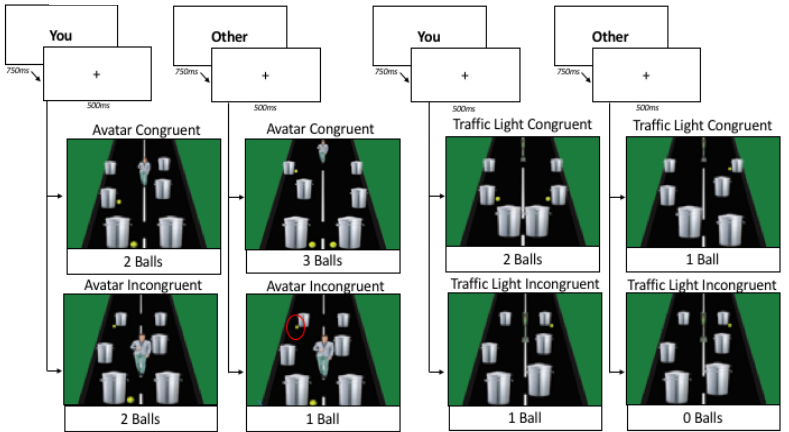 You
Other
You
Other
+
+
+
+
750ms
750ms
750ms
750ms
500ms
500ms
500ms
500ms
Avatar Congruent
Avatar Congruent
Traffic Light Congruent
Traffic Light Congruent
2 Balls
3 Balls
2 Balls
1 Ball
Avatar Incongruent
Avatar Incongruent
Traffic Light Incongruent
Traffic Light Incongruent
2 Balls
1 Ball
1 Ball
0 Balls